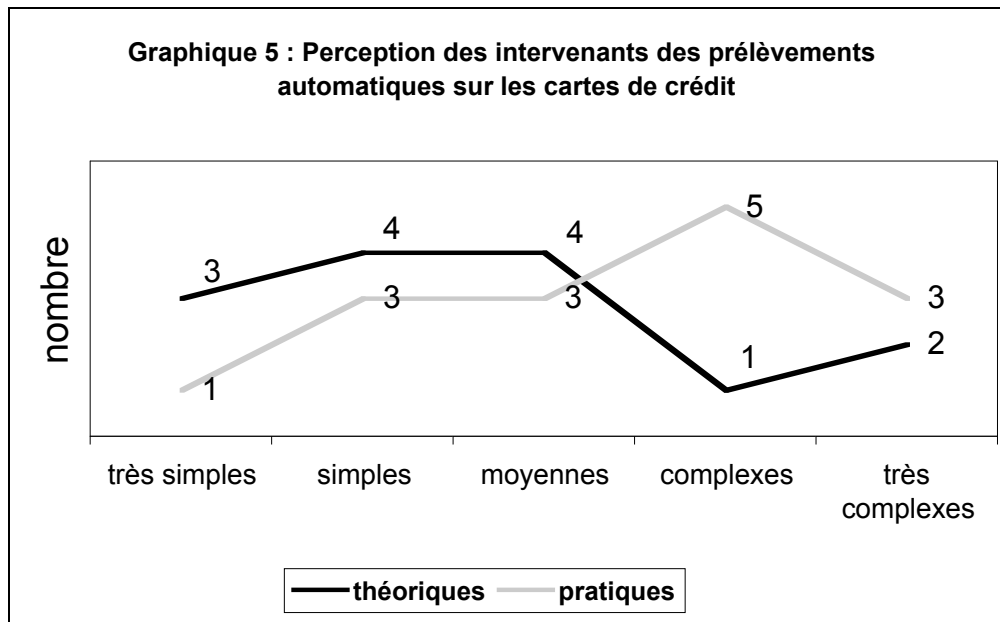 Graphique 5 : Perception des intervenants des prélèvements
automatiques sur les cartes de crédit
nombre
3
4
4
1
2
1
3
3
5
3
très simples
simples
moyennes
complexes
très
complexes
théoriques
pratiques